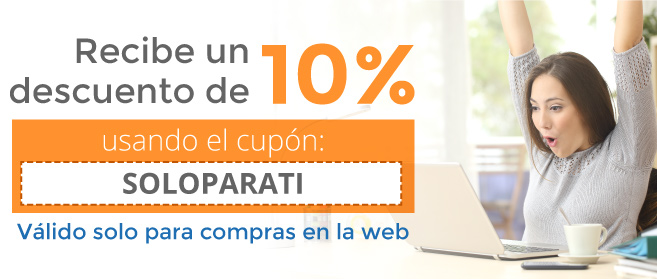 Recibe un
descuento de
10%
usando el cupón:
SOLOPARATI
Válido solo para compras en la web